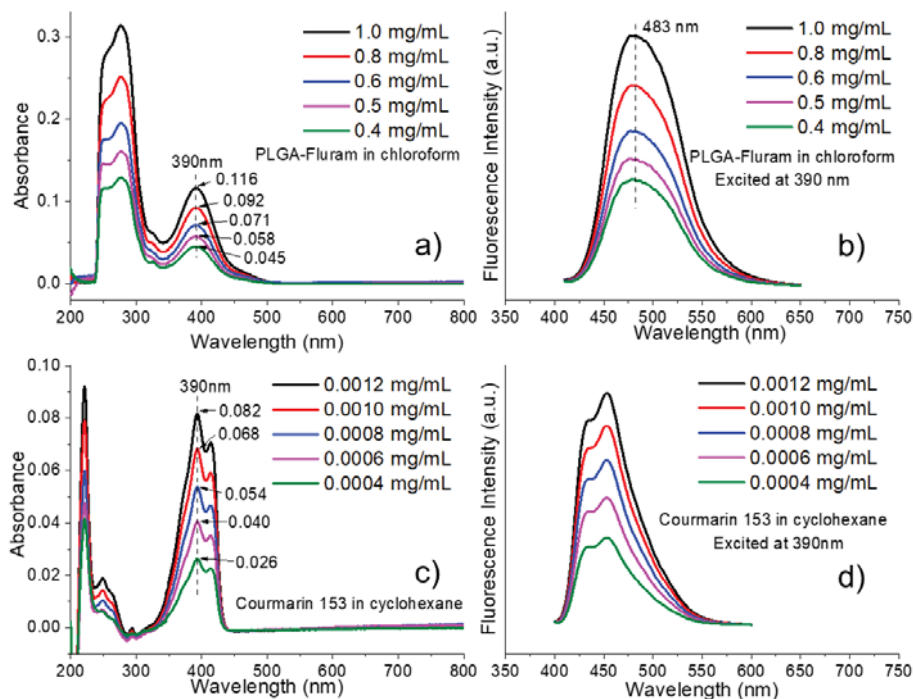 a)
Absorbance
0.3
0.2
0.1
0.0
1.0 mg/mL
0.8 mg/mL
0.6 mg/mL
0.5 mg/mL
0.4 mg/mL
PLGA-Fluram in chloroform
390nm
0.116
0.092
0.071
0.058
0.045
200 300 400 500 600 700 800
Wavelength (nm)
b)
Fluorescence Intensity (a.u.)
483 nm
1.0 mg/mL
0.8 mg/mL
0.6 mg/mL
0.5 mg/mL
0.4 mg/mL
PLGA-Fluram in chloroform
Excited at 390 nm
350 400 450 500 550 600 650 700 750
Wavelength (nm)
c)
Absorbance
0.10
0.08
0.06
0.04
0.02
0.00
390nm
0.0012 mg/mL
0.0010 mg/mL
0.0008 mg/mL
0.0006 mg/mL
0.0004 mg/mL
0.082
0.068
0.054
0.040
0.026
Courmarin 153 in cyclohexane
200 300 400 500 600 700 800
Wavelength (nm)
d)
Fluorescence Intensity (a.u.)
0.0012 mg/mL
0.0010 mg/mL
0.0008 mg/mL
0.0006 mg/mL
0.0004 mg/mL
Courmarin 153 in cyclohexane
Excited at 390nm
350 400 450 500 550 600 650 700 750
Wavelength (nm)